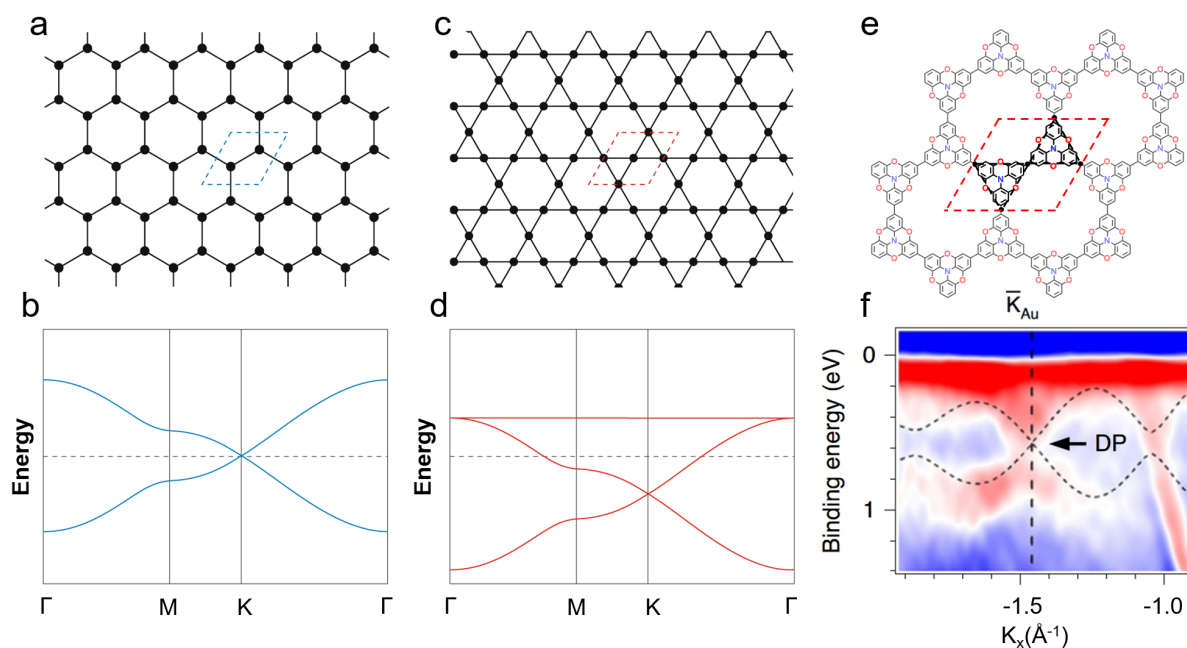 a
c
e
b
Energy
Γ
M
K
Γ
d
Energy
Γ
M
K
Γ
f
K̅Au
Binding energy (eV)
0
1
DP
-1.5
-1.0
Kx(Å-1)